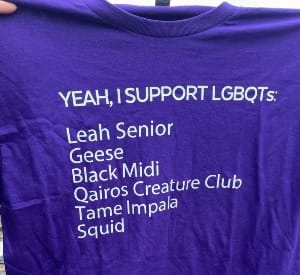 YEAH, I SUPPORT LGBQTs:
Leah Senior
Geese
Black Midi
Qairos Creature Club
Tame Impala
Squid